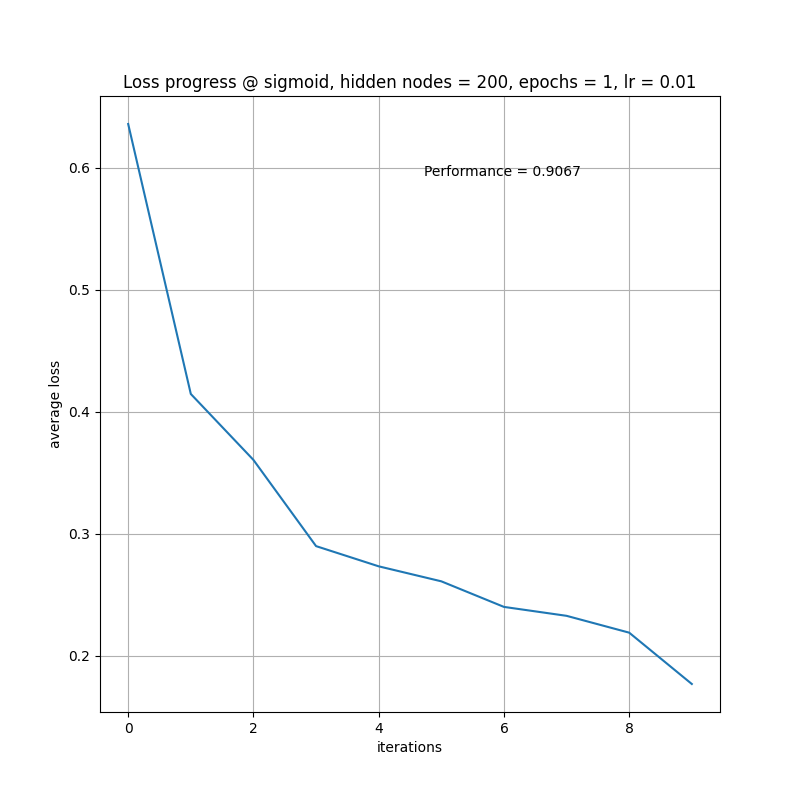 Loss progress @ sigmoid, hidden nodes = 200, epochs = 1, lr = 0.01
Performance = 0.9067
0.6
0.5
0.4
0.3
0.2
average loss
0 2 4 6 8
iterations